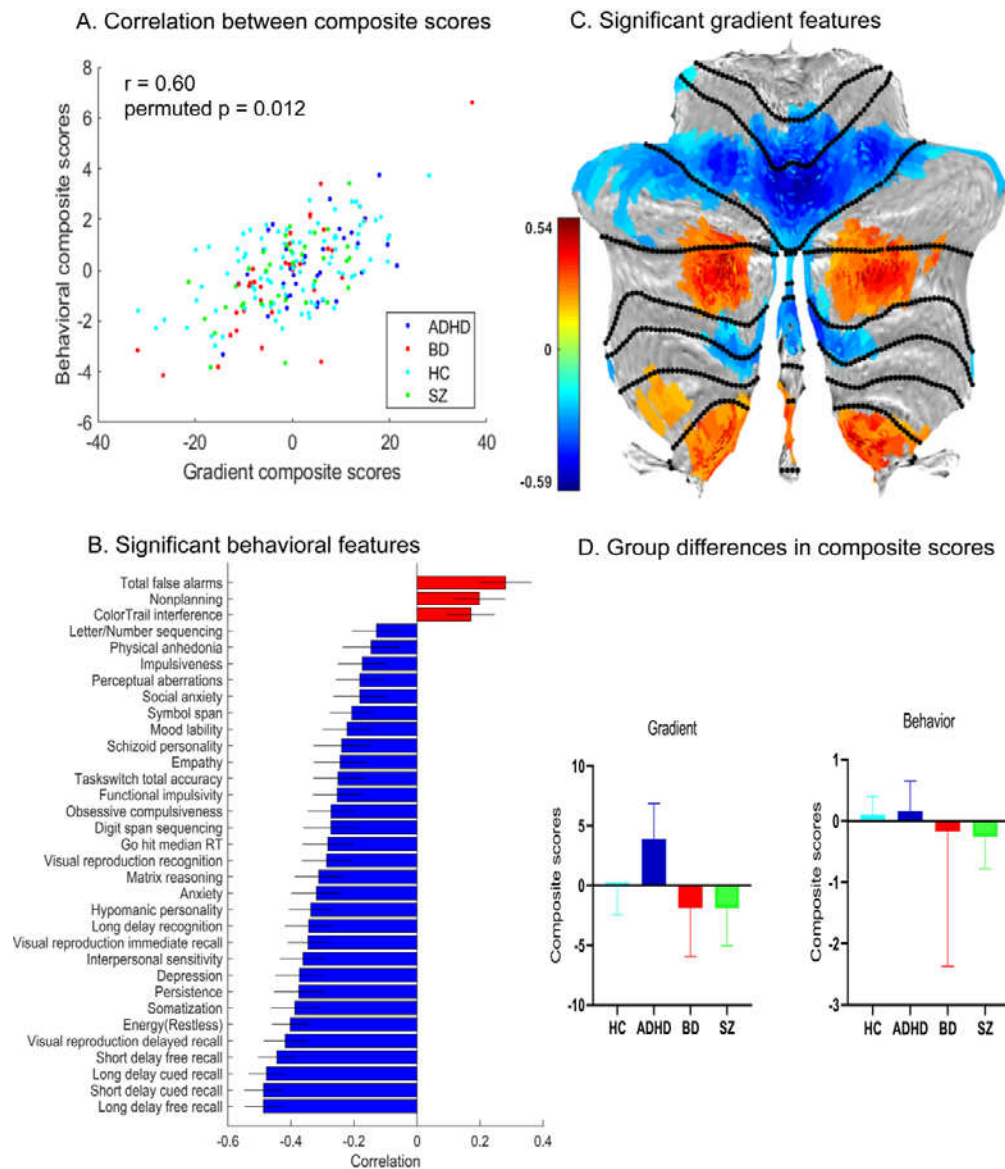 A. Correlation between composite scores
r = 0.60
permuted p = 0.012
8
6
4
2
0
-2
-4
-6
Behavioral composite scores
ADHD
BD
HC
SZ
-40
-20
0
20
40
Gradient composite scores
C. Significant gradient features
0.54
0
-0.59
B. Significant behavioral features
Total false alarms
Nonplanning
ColorTrail interference
Letter/Number sequencing
Physical anhedonia
Impulsiveness
Perceptual aberrations
Social anxiety
Symbol span
Mood lability
Schizoid personality
Empathy
Taskswitch total accuracy
Functional impulsivity
Obsessive compulsiveness
Digit span sequencing
Go hit median RT
Visual reproduction recognition
Matrix reasoning
Anxiety
Hypomanic personality
Long delay recognition
Visual reproduction immediate recall
Interpersonal sensitivity
Depression
Persistence
Somatization
Energy(Restless)
Visual reproduction delayed recall
Short delay free recall
Long delay cued recall
Short delay cued recall
Long delay free recall
-0.6
-0.4
-0.2
0
0.2
0.4
Correlation
D. Group differences in composite scores
Gradient
10
5
0
-5
-10
Composite scores
HC
ADHD
BD
SZ
Behavior
1
0
-1
-2
-3
Composite scores
HC
ADHD
BD
SZ